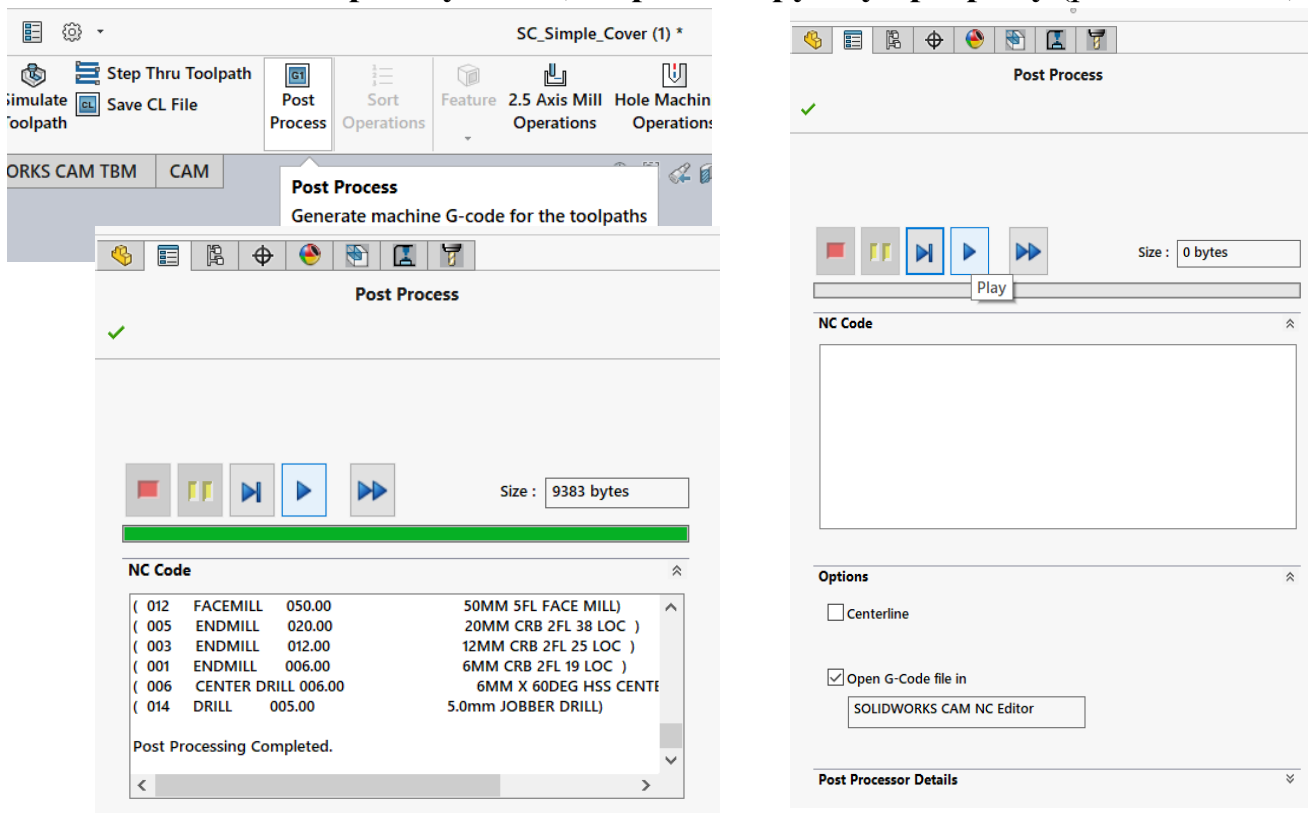 SC_Simple_Cover (1) *
Simulate Toolpath
Step Thru Toolpath
Save CL File
G1
CL
Post Process
Sort Operations
Feature
2.5 Axis Mill Operations
Hole Machin
Operations
ORKS CAM TBM
CAM
Post Process
Generate machine G-code for the toolpaths
Post Process
Size : 9383 bytes
NC Code
( 012 FACEMILL 050.00 50MM 5FL FACE MILL)
( 005 ENDMILL 020.00 20MM CRB 2FL 38 LOC )
( 003 ENDMILL 012.00 12MM CRB 2FL 25 LOC )
( 001 ENDMILL 006.00 6MM CRB 2FL 19 LOC )
( 006 CENTER DRILL 006.00 6MM X 60DEG HSS CENTE
( 014 DRILL 005.00 5.0mm JOBBER DRILL)
Post Processing Completed.
Post Process
Size : 0 bytes
Play
NC Code
Options
Centerline
Open G-Code file in
SOLIDWORKS CAM NC Editor
Post Processor Details